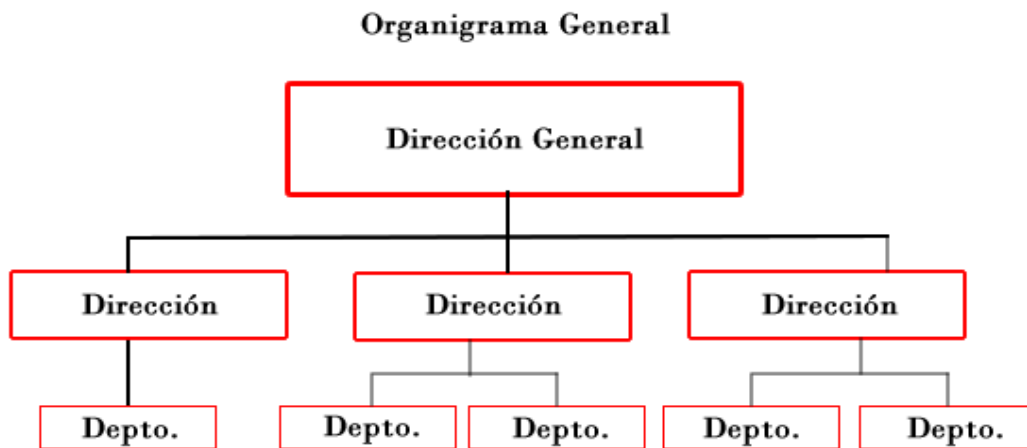 Organigrama General
Dirección General
Dirección
Dirección
Dirección
Depto.
Depto.
Depto.
Depto.
Depto.